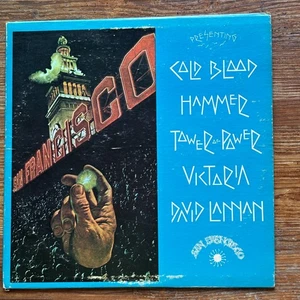 PRESENTING
COLD BLOOD
HAMMER
TOWER OF POWER
VICTORIA
DAVID LANNAN
SAN FRANCISCO
SAN FRANCISCO